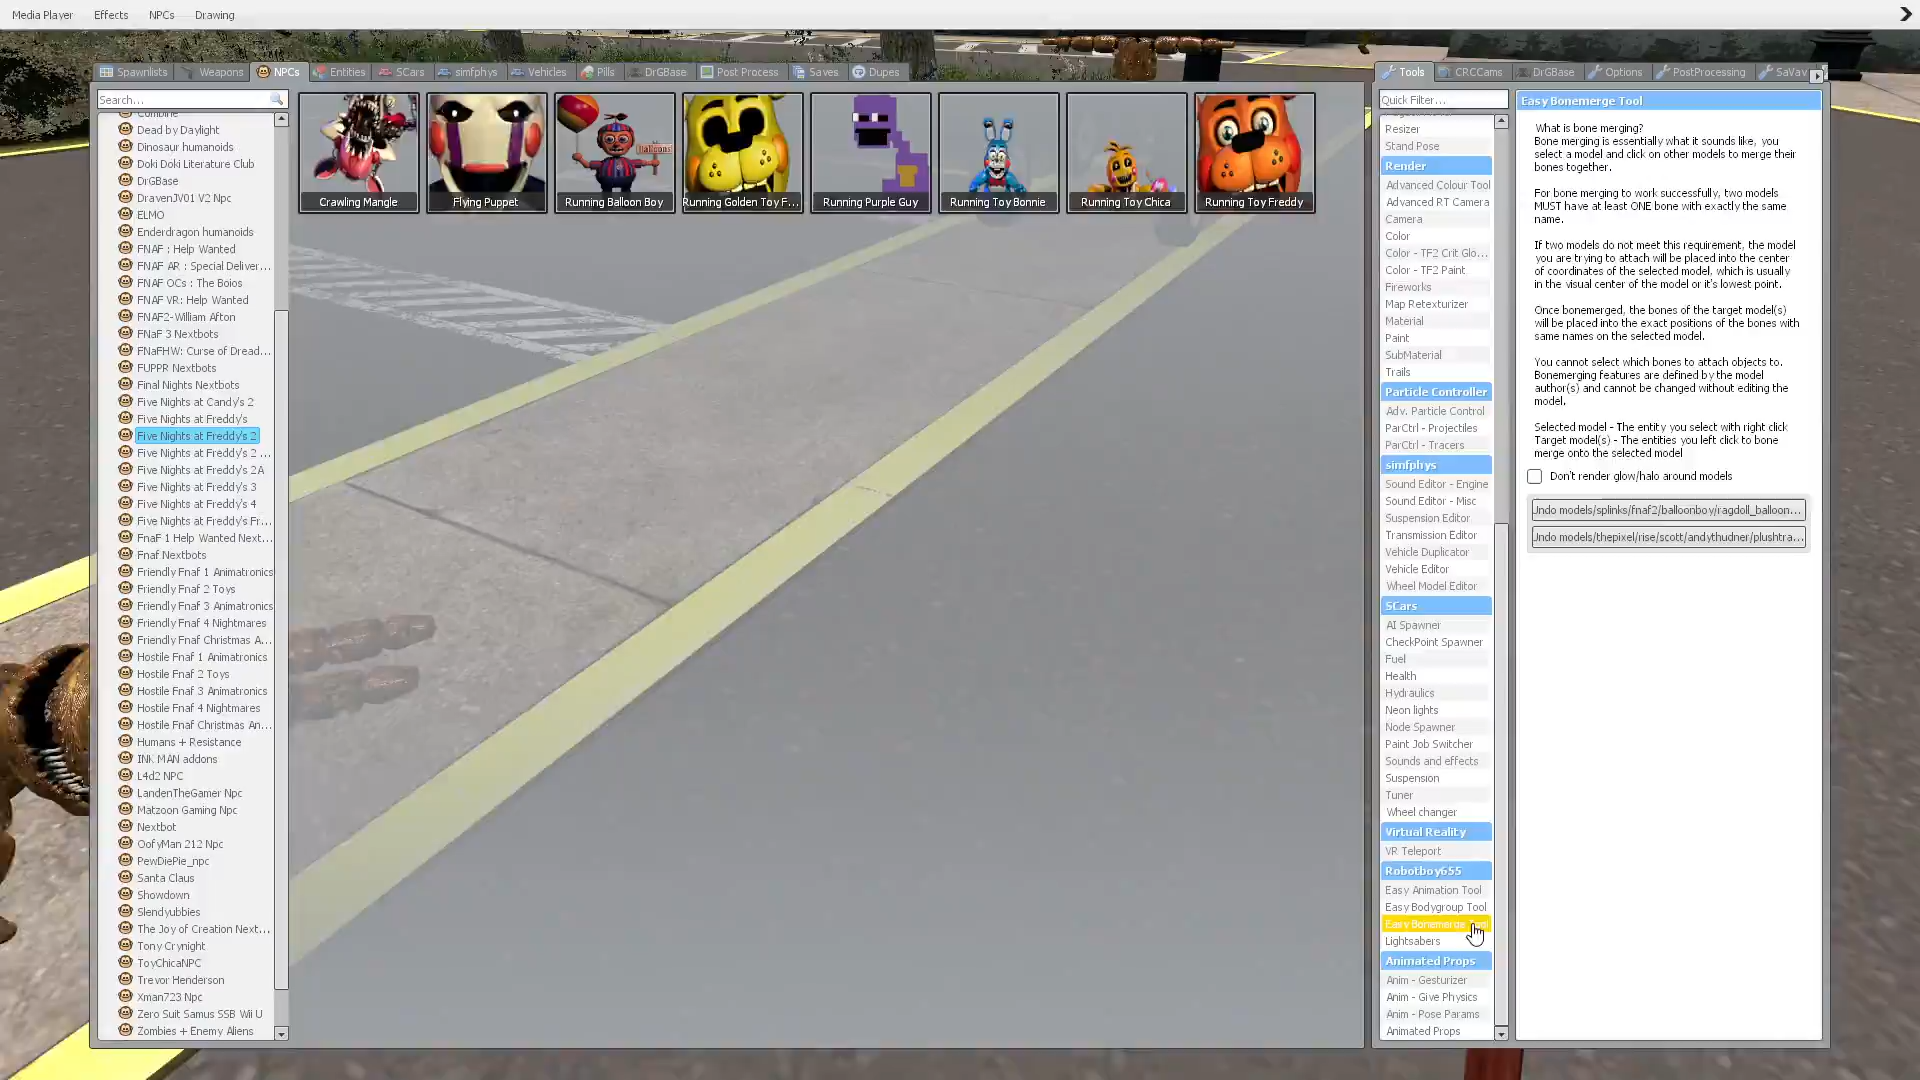 Media Player Effects NPCs Drawing
Spawnlists Weapons NPCs Entities SCars simfphys Vehicles Pills DrGBase Post Process Saves Dupes
Search...
Dead by Daylight
Dinosaur humanoids
Doki Doki Literature Club
DrGBase
DravenJV01 V2 Npc
ELMO
Enderdragon humanoids
FNAF : Help Wanted
FNAF AR : Special Deliver...
FNAF OCs : The Boios
FNAF VR: Help Wanted
FNAF2-William Afton
FNaF 3 Nextbots
FNaFHW: Curse of Dread...
FUPPR Nextbots
Final Nights Nextbots
Five Nights at Candy's 2
Five Nights at Freddy's
Five Nights at Freddy's 2
Five Nights at Freddy's 2 ...
Five Nights at Freddy's 2A
Five Nights at Freddy's 3
Five Nights at Freddy's 4
Five Nights at Freddy's Fr...
FnaF 1 Help Wanted Next...
Fnaf Nextbots
Friendly Fnaf 1 Animatronics
Friendly Fnaf 2 Toys
Friendly Fnaf 3 Animatronics
Friendly Fnaf 4 Nightmares
Friendly Fnaf Christmas A...
Hostile Fnaf 1 Animatronics
Hostile Fnaf 2 Toys
Hostile Fnaf 3 Animatronics
Hostile Fnaf 4 Nightmares
Hostile Fnaf Christmas An...
Humans + Resistance
INK MAN addons
L4d2 NPC
LandenTheGamer Npc
Matzoon Gaming Npc
Nextbot
OofyMan 212 Npc
PewDiePie_npc
Santa Claus
Showdown
Slendyubbies
The Joy of Creation Next...
Tony Crynight
ToyChicaNPC
Trevor Henderson
Xman723 Npc
Zero Suit Samus SSB Wii U
Zombies + Enemy Aliens
Balloons!
Crawling Mangle Flying Puppet Running Balloon Boy Running Golden Toy F... Running Purple Guy Running Toy Bonnie Running Toy Chica Running Toy Freddy
Tools CRCCams DrGBase Options PostProcessing SaVav
Quick Filter...
Resizer
Stand Pose
Render
Advanced Colour Tool
Advanced RT Camera
Camera
Color
Color - TF2 Crit Glo...
Color - TF2 Paint
Fireworks
Map Retexturizer
Material
Paint
SubMaterial
Trails
Particle Controller
Adv. Particle Control
ParCtrl - Projectiles
ParCtrl - Tracers
simfphys
Sound Editor - Engine
Sound Editor - Misc
Suspension Editor
Transmission Editor
Vehicle Duplicator
Vehicle Editor
Wheel Model Editor
SCars
AI Spawner
CheckPoint Spawner
Fuel
Health
Hydraulics
Neon lights
Node Spawner
Paint Job Switcher
Sounds and effects
Suspension
Tuner
Wheel changer
Virtual Reality
VR Teleport
Robotboy655
Easy Animation Tool
Easy Bodygroup Tool
Easy Bonemerge Tool
Lightsabers
Animated Props
Anim - Gesturizer
Anim - Give Physics
Anim - Pose Params
Animated Props
Easy Bonemerge Tool
What is bone merging?
Bone merging is essentially what it sounds like, you
select a model and click on other models to merge their
bones together.
For bone merging to work successfully, two models
MUST have at least ONE bone with exactly the same
name.
If two models do not meet this requirement, the model
you are trying to attach will be placed into the center
of coordinates of the selected model, which is usually
in the visual center of the model or it's lowest point.
Once bonemerged, the bones of the target model(s)
will be placed into the exact positions of the bones with
same names on the selected model.
You cannot select which bones to attach objects to.
Bonemerging features are defined by the model
author(s) and cannot be changed without editing the
model.
Selected model - The entity you select with right click
Target model(s) - The entities you left click to bone
merge onto the selected model
Don't render glow/halo around models
Undo models/splinks/fnaf2/balloonboy/ragdoll_balloon...
Undo models/thepixel/rise/scott/andythudner/plushtra...